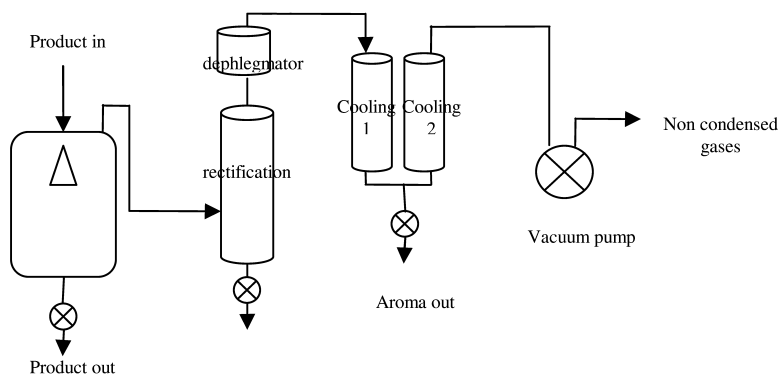 Product in
dephlegmator
Cooling
1
Cooling
2
rectification
Non condensed
gases
Vacuum pump
Aroma out
Product out